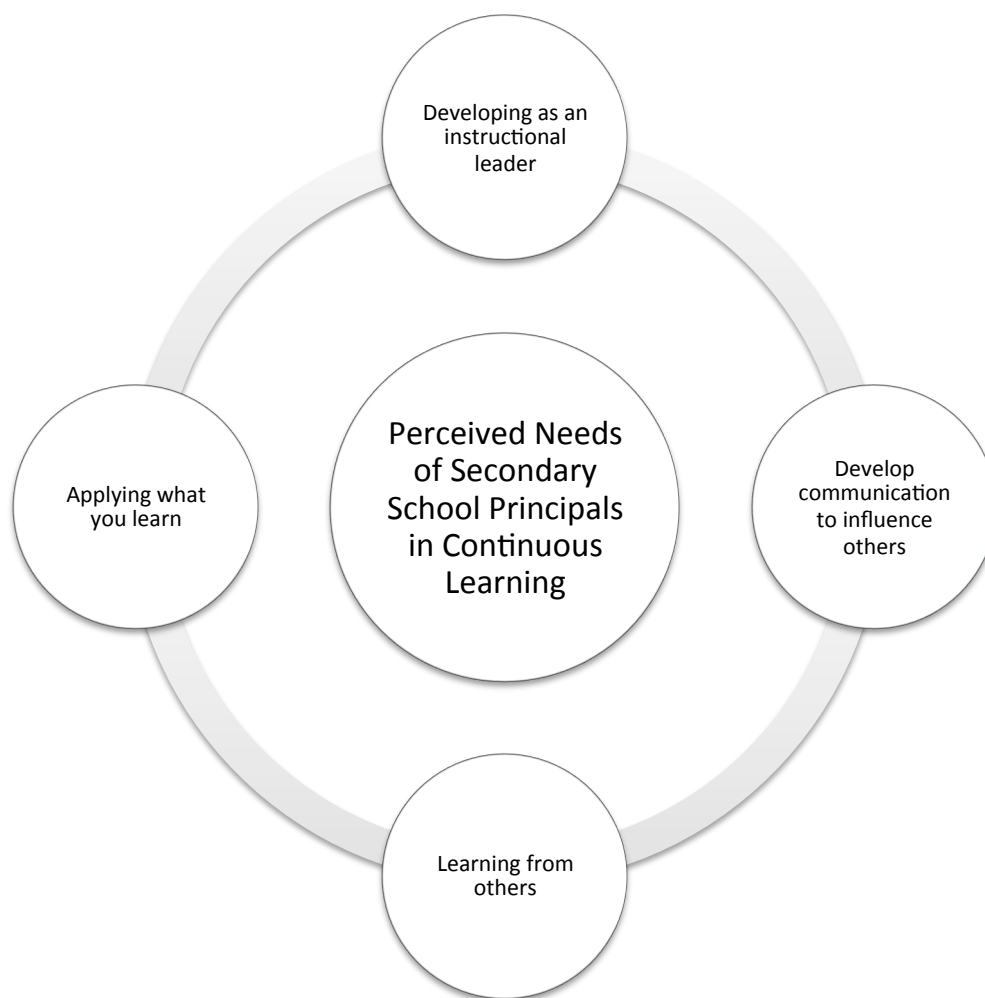 Developing as an
instructional
leader
Perceived Needs
of Secondary
School Principals
in Continuous
Learning
Applying what
you learn
Develop
communication
to influence
others
Learning from
others